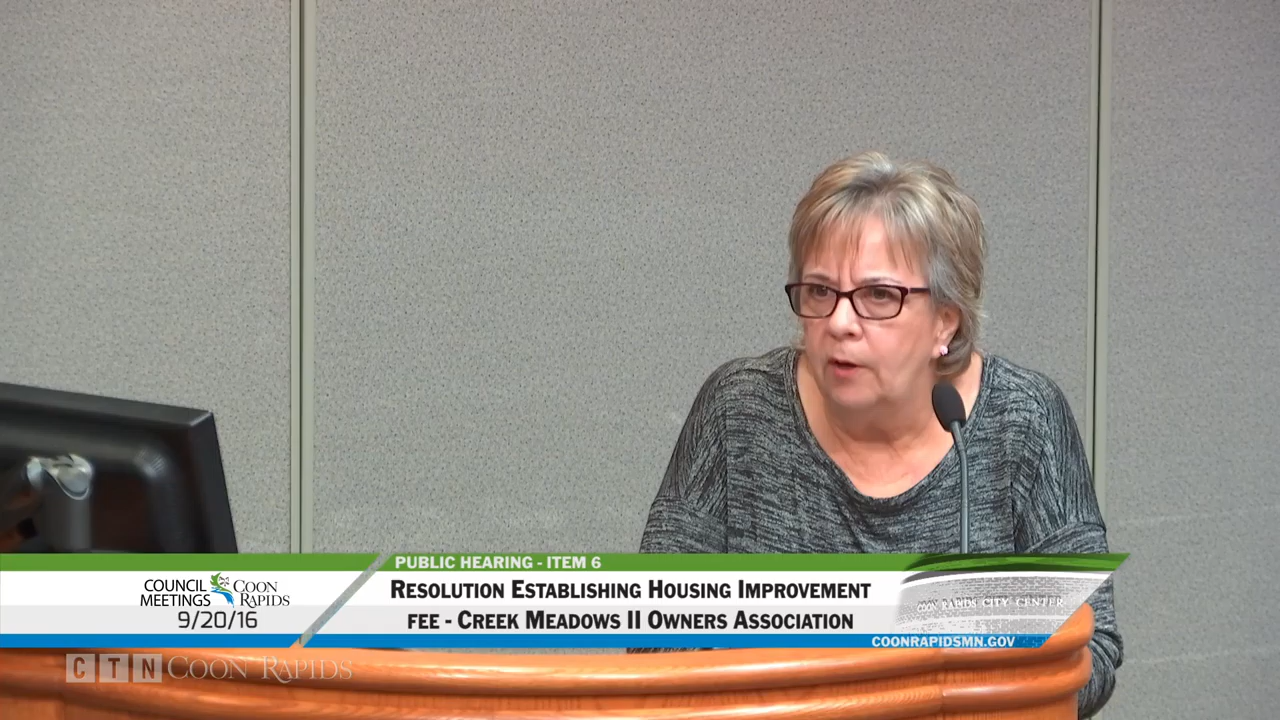 PUBLIC HEARING - ITEM 6
RESOLUTION ESTABLISHING HOUSING IMPROVEMENT
FEE - CREEK MEADOWS II OWNERS ASSOCIATION
COUNCIL MEETINGS
COON RAPIDS
9/20/16
COON RAPIDS CITY CENTER
COONRAPIDSMN.GOV
CTN COON RAPIDS